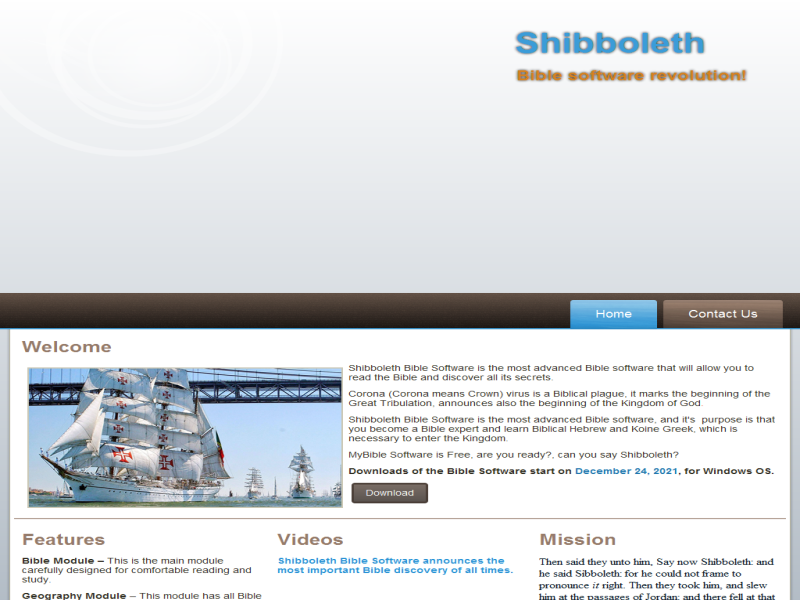 Shibboleth
Bible software revolution!
Home
Contact Us
Welcome
Shibboleth Bible Software is the most advanced Bible software that will allow you to
read the Bible and discover all its secrets.
Corona (Corona means Crown) virus is a Biblical plague, it marks the beginning of the
Great Tribulation, announces also the beginning of the Kingdom of God.
Shibboleth Bible Software is the most advanced Bible software, and it's  purpose is that
you become a Bible expert and learn Biblical Hebrew and Koine Greek, which is
necessary to enter the Kingdom.
MyBible Software is Free, are you ready?, can you say Shibboleth?
Downloads of the Bible Software start on December 24, 2021, for Windows OS.
Download
Features
Bible Module – This is the main module
carefully designed for comfortable reading and
study.
Geography Module – This module has all Bible
Videos
Shibboleth Bible Software announces the
most important Bible discovery of all times.
Mission
Then said they unto him, Say now Shibboleth: and
he said Sibboleth: for he could not frame to
pronounce it right. Then they took him, and slew
him at the passages of Jordan: and there fell at that